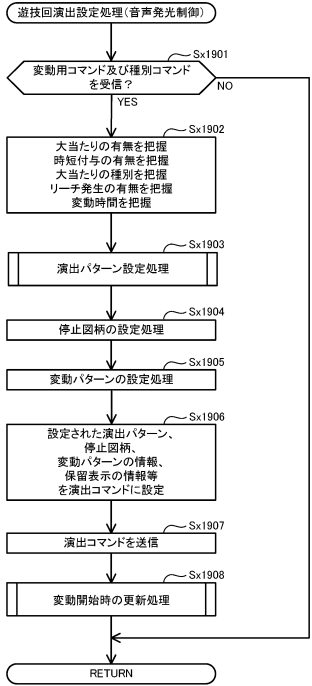 遊技回演出設定処理（音声発光制御）
Sx1901
変動用コマンド及び種別コマンド
を受信？
NO
YES
Sx1902
大当たりの有無を把握
時短付与の有無を把握
大当たりの種別を把握
リーチ発生の有無を把握
変動時間を把握
Sx1903
演出パターン設定処理
Sx1904
停止図柄の設定処理
Sx1905
変動パターンの設定処理
Sx1906
設定された演出パターン、
停止図柄、
変動パターンの情報、
保留表示の情報等
を演出コマンドに設定
Sx1907
演出コマンドを送信
Sx1908
変動開始時の更新処理
RETURN